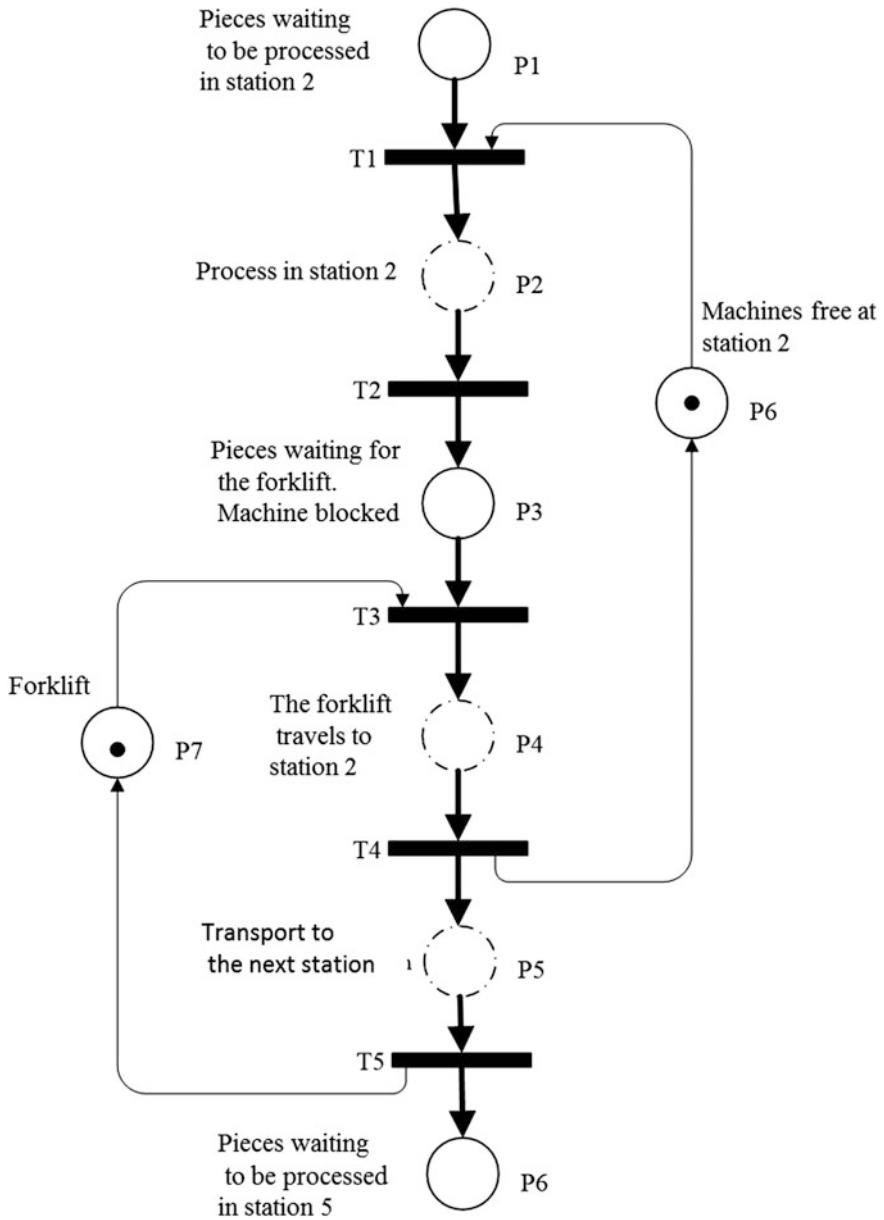 Pieces waiting
to be processed
in station 2
P1
T1
Process in station 2
P2
Machines free at
station 2
P6
T2
Pieces waiting for
the forklift.
Machine blocked
P3
T3
Forklift
P7
The forklift
travels to
station 2
P4
T4
Transport to
the next station
P5
T5
Pieces waiting
to be processed
in station 5
P6